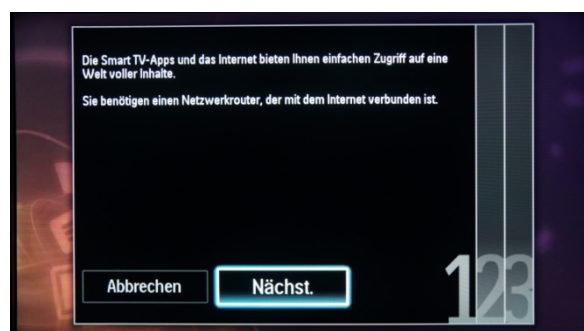 Die Smart TV-Apps und das Internet bieten Ihnen einfachen Zugriff auf eine
Welt voller Inhalte.
Sie benötigen einen Netzwerkrouter, der mit dem Internet verbunden ist.
Abbrechen
Nächst.
123